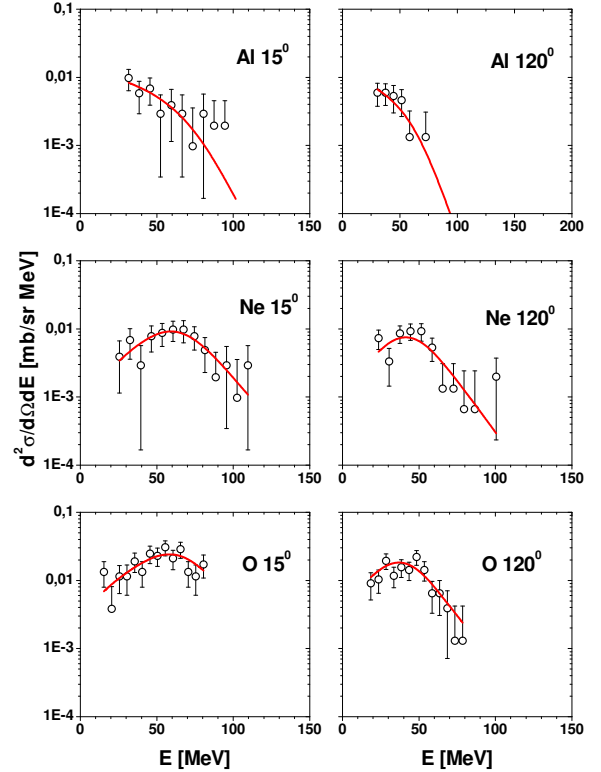 0,1
0,01
1E-3
1E-4
0 50 100 150
Al 15⁰
0 50 100 150 200
Al 120⁰
0,1
0,01
1E-3
1E-4
0 50 100 150
Ne 15⁰
0 50 100 150
Ne 120⁰
d²σ/dΩdE [mb/sr MeV]
0,1
0,01
1E-3
1E-4
0 50 100 150
O 15⁰
0 50 100 150
O 120⁰
E [MeV]
E [MeV]